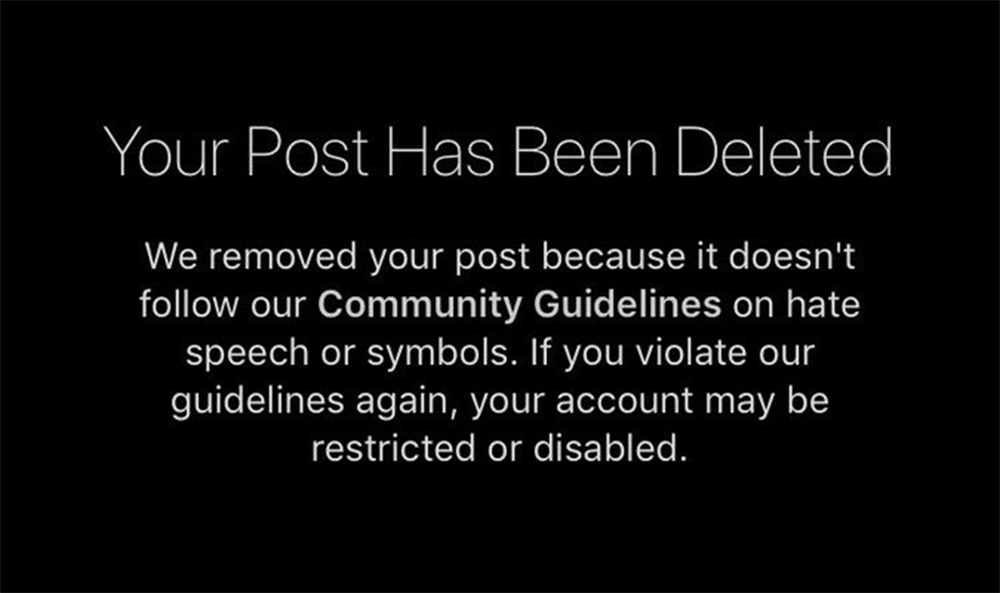 Your Post Has Been Deleted
We removed your post because it doesn't
follow our Community Guidelines on hate
speech or symbols. If you violate our
guidelines again, your account may be
restricted or disabled.